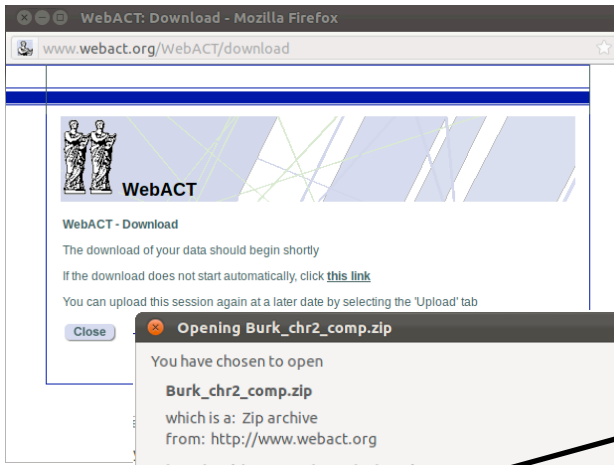 WebACT: Download - Mozilla Firefox
www.webact.org/WebACT/download
WebACT
WebACT - Download
The download of your data should begin shortly
If the download does not start automatically, click this link
You can upload this session again at a later date by selecting the 'Upload' tab
Close
Opening Burk_chr2_comp.zip
You have chosen to open
Burk_chr2_comp.zip
which is a: Zip archive
from: http://www.webact.org